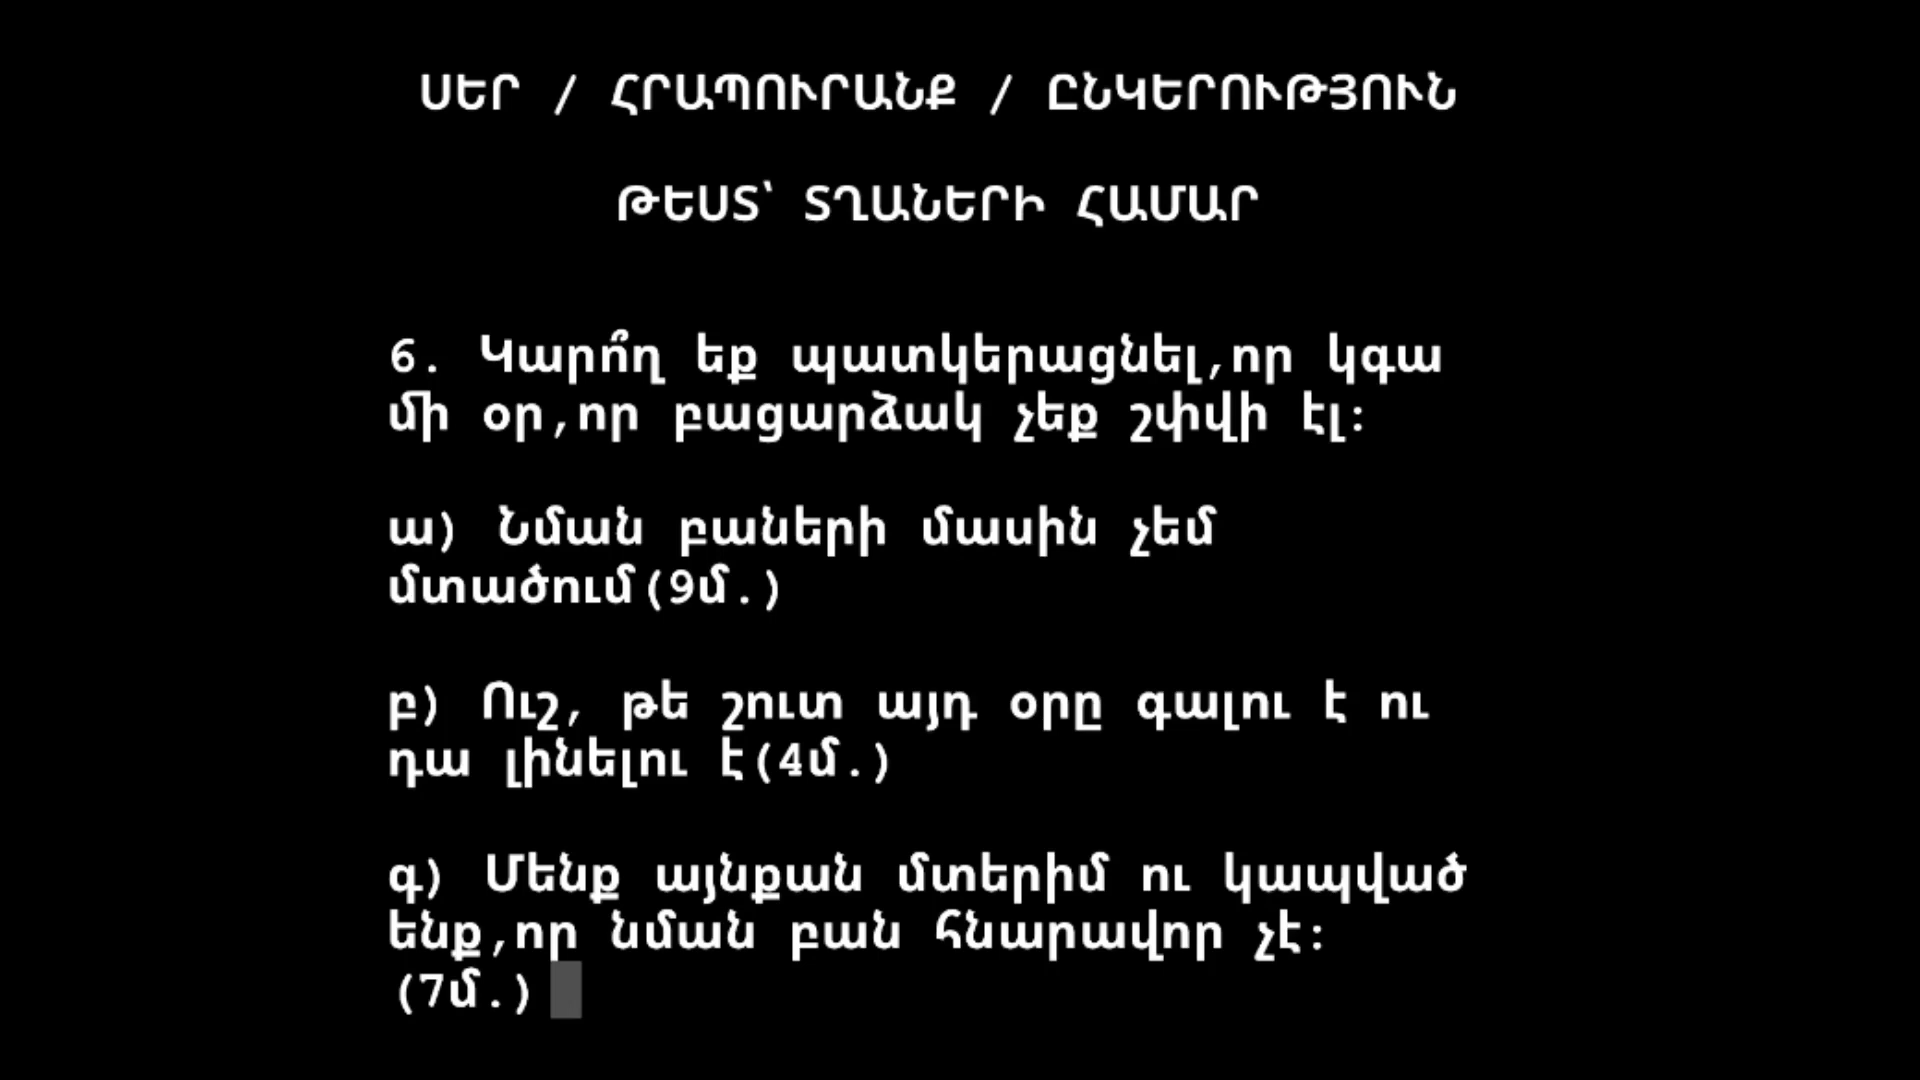 ՍԵՐ / ՀՐԱՊՈՒՐԱՆՔ / ԸՆԿԵՐՈՒԹՅՈՒՆ
ԹԵՍՏ՝ ՏՂԱՆԵՐԻ ՀԱՄԱՐ
6. Կարո՞ղ եք պատկերացնել,որ կգա
մի օր,որ բացարձակ չեք շփվի էլ:
ա) Նման բաների մասին չեմ
մտածում(9մ.)
բ) Ուշ, թե շուտ այդ օրը գալու է ու
դա լինելու է(4մ.)
գ) Մենք այնքան մտերիմ ու կապված
ենք,որ նման բան հնարավոր չէ:
(7մ.)